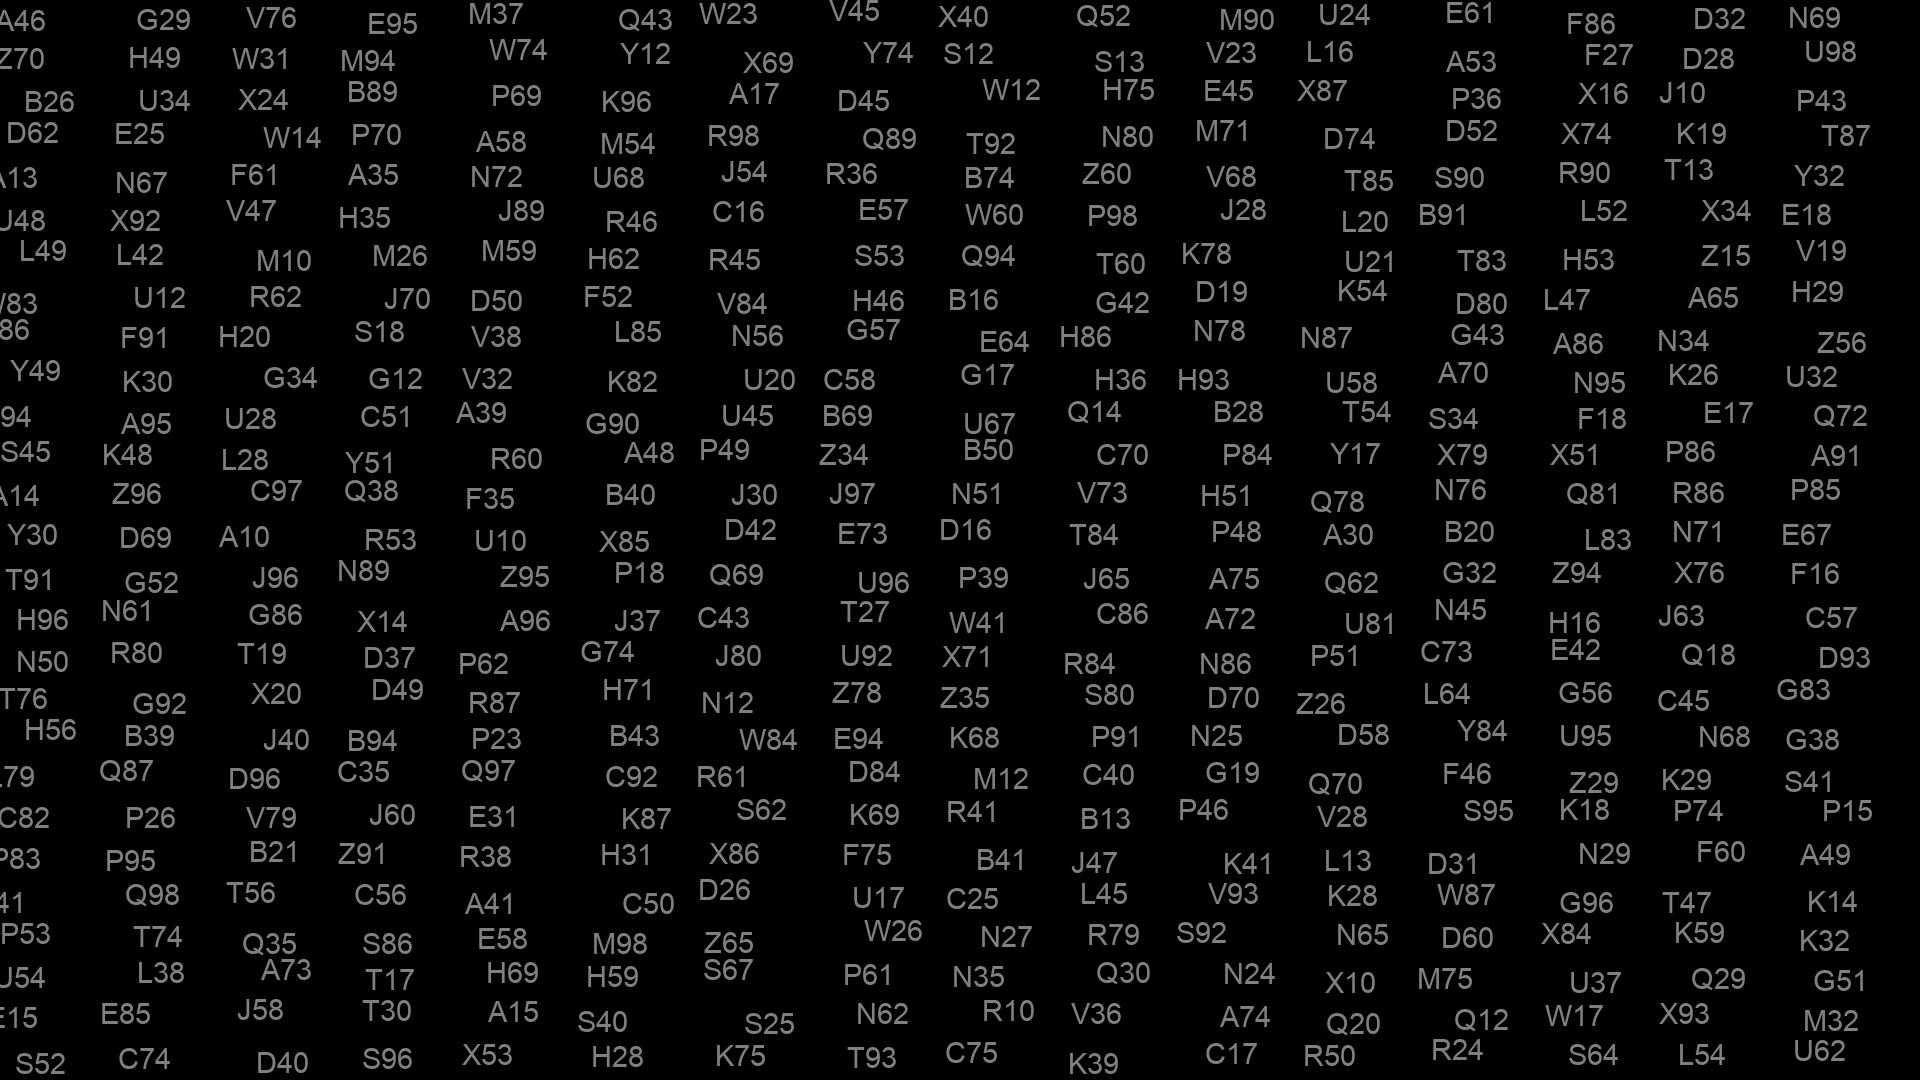 A46 G29 V76 E95 M37 Q43 W23 V45 X40 Q52 M90 U24 E61 F86 D32 N69
Z70 H49 W31 M94 W74 Y12 X69 Y74 S12 S13 V23 L16 A53 F27 D28 U98
B26 U34 X24 B89 P69 K96 A17 D45 W12 H75 E45 X87 P36 X16 J10 P43
D62 E25 W14 P70 A58 M54 R98 Q89 T92 N80 M71 D74 D52 X74 K19 T87
A13 N67 F61 A35 N72 U68 J54 R36 B74 Z60 V68 T85 S90 R90 T13 Y32
U48 X92 V47 H35 J89 R46 C16 E57 W60 P98 J28 L20 B91 L52 X34 E18
L49 L42 M10 M26 M59 H62 R45 S53 Q94 T60 K78 U21 T83 H53 Z15 V19
W83 U12 R62 J70 D50 F52 V84 H46 B16 G42 D19 K54 D80 L47 A65 H29
86 F91 H20 S18 V38 L85 N56 G57 E64 H86 N78 N87 G43 A86 N34 Z56
Y49 K30 G34 G12 V32 K82 U20 C58 G17 H36 H93 U58 A70 N95 K26 U32
94 A95 U28 C51 A39 G90 U45 B69 U67 Q14 B28 T54 S34 F18 E17 Q72
S45 K48 L28 Y51 R60 A48 P49 Z34 B50 C70 P84 Y17 X79 X51 P86 A91
A14 Z96 C97 Q38 F35 B40 J30 J97 N51 V73 H51 Q78 N76 Q81 R86 P85
Y30 D69 A10 R53 U10 X85 D42 E73 D16 T84 P48 A30 B20 L83 N71 E67
T91 G52 J96 N89 Z95 P18 Q69 U96 P39 J65 A75 Q62 G32 Z94 X76 F16
H96 N61 G86 X14 A96 J37 C43 T27 W41 C86 A72 U81 N45 H16 J63 C57
N50 R80 T19 D37 P62 G74 J80 U92 X71 R84 N86 P51 C73 E42 Q18 D93
T76 G92 X20 D49 R87 H71 N12 Z78 Z35 S80 D70 Z26 L64 G56 C45 G83
H56 B39 J40 B94 P23 B43 W84 E94 K68 P91 N25 D58 Y84 U95 N68 G38
79 Q87 D96 C35 Q97 C92 R61 D84 M12 C40 G19 Q70 F46 Z29 K29 S41
C82 P26 V79 J60 E31 K87 S62 K69 R41 B13 P46 V28 S95 K18 P74 P15
P83 P95 B21 Z91 R38 H31 X86 F75 B41 J47 K41 L13 D31 N29 F60 A49
41 Q98 T56 C56 A41 C50 D26 U17 C25 L45 V93 K28 W87 G96 T47 K14
P53 T74 Q35 S86 E58 M98 Z65 W26 N27 R79 S92 N65 D60 X84 K59 K32
U54 L38 A73 T17 H69 H59 S67 P61 N35 Q30 N24 X10 M75 U37 Q29 G51
E15 E85 J58 T30 A15 S40 S25 N62 R10 V36 A74 Q20 Q12 W17 X93 M32
S52 C74 D40 S96 X53 H28 K75 T93 C75 K39 C17 R50 R24 S64 L54 U62